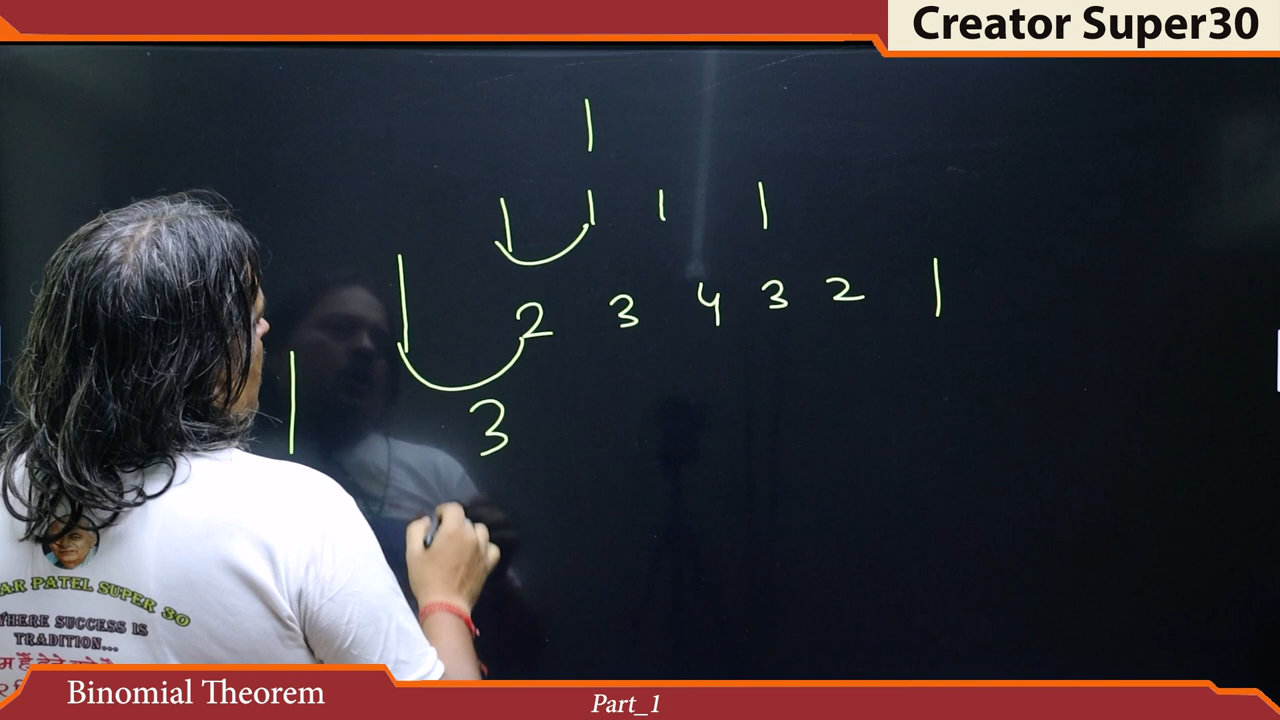 Creator Super30
1
1 1 1 1
1 2 3 4 3 2 1
1 3
AR PATEL SUPER 30
WHERE SUCCESS IS
TRADITION...
Binomial Theorem
Part_1